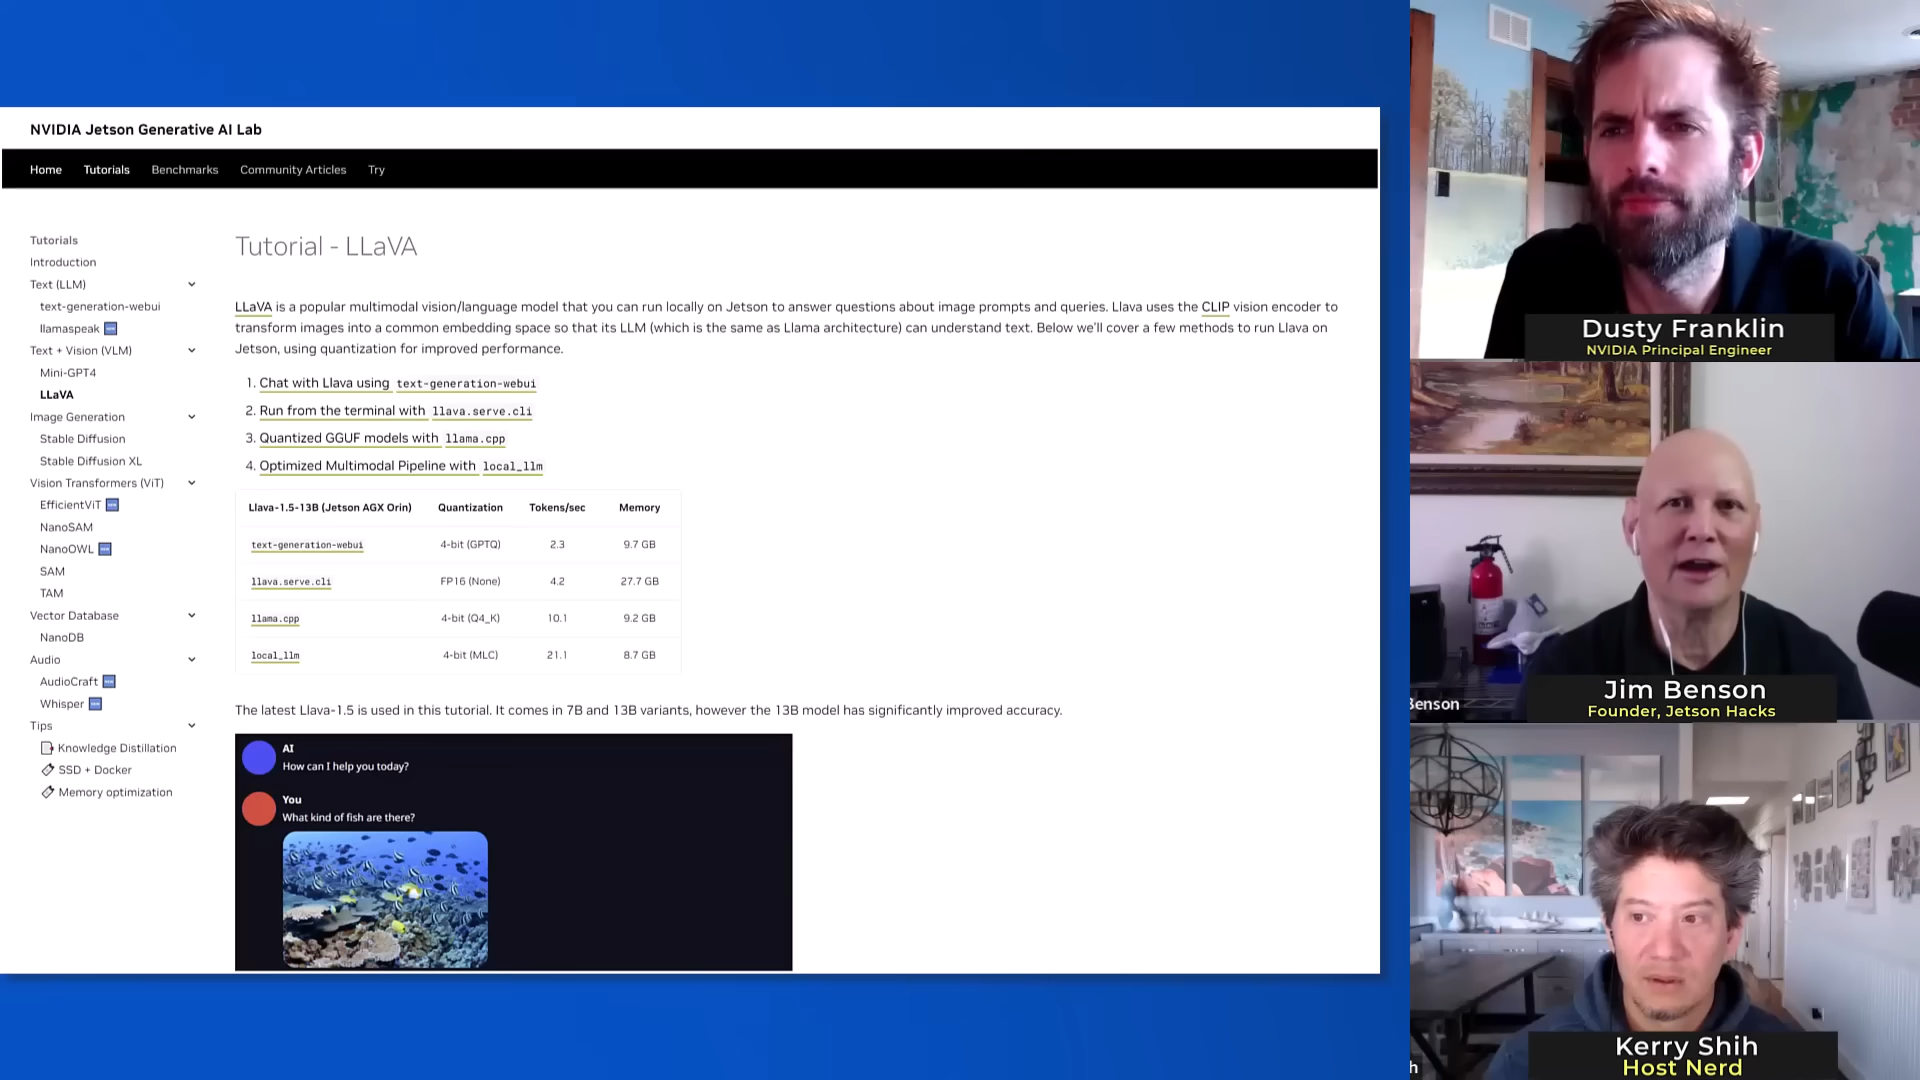 NVIDIA Jetson Generative AI Lab
Home Tutorials Benchmarks Community Articles Try
Tutorials
Introduction
Text (LLM)
text-generation-webui
llamaspeak
Text + Vision (VLM)
Mini-GPT4
LLaVA
Image Generation
Stable Diffusion
Stable Diffusion XL
Vision Transformers (ViT)
EfficientViT
NanoSAM
NanoOWL
SAM
TAM
Vector Database
NanoDB
Audio
AudioCraft
Whisper
Tips
Knowledge Distillation
SSD + Docker
Memory optimization
Tutorial - LLaVA
LLaVA is a popular multimodal vision/language model that you can run locally on Jetson to answer questions about image prompts and queries. Llava uses the CLIP vision encoder to
transform images into a common embedding space so that its LLM (which is the same as Llama architecture) can understand text. Below we'll cover a few methods to run Llava on
Jetson, using quantization for improved performance.
1. Chat with Llava using text-generation-webui
2. Run from the terminal with llava.serve.cli
3. Quantized GGUF models with llama.cpp
4. Optimized Multimodal Pipeline with local_llm
Llava-1.5-13B (Jetson AGX Orin) Quantization Tokens/sec Memory
text-generation-webui 4-bit (GPTQ) 2.3 9.7 GB
llava.serve.cli FP16 (None) 4.2 27.7 GB
llama.cpp 4-bit (Q4_K) 10.1 9.2 GB
local_llm 4-bit (MLC) 21.1 8.7 GB
The latest Llava-1.5 is used in this tutorial. It comes in 7B and 13B variants, however the 13B model has significantly improved accuracy.
AI
How can I help you today?
You
What kind of fish are there?
Dusty Franklin
NVIDIA Principal Engineer
Benson
Jim Benson
Founder, Jetson Hacks
h
Kerry Shih
Host Nerd